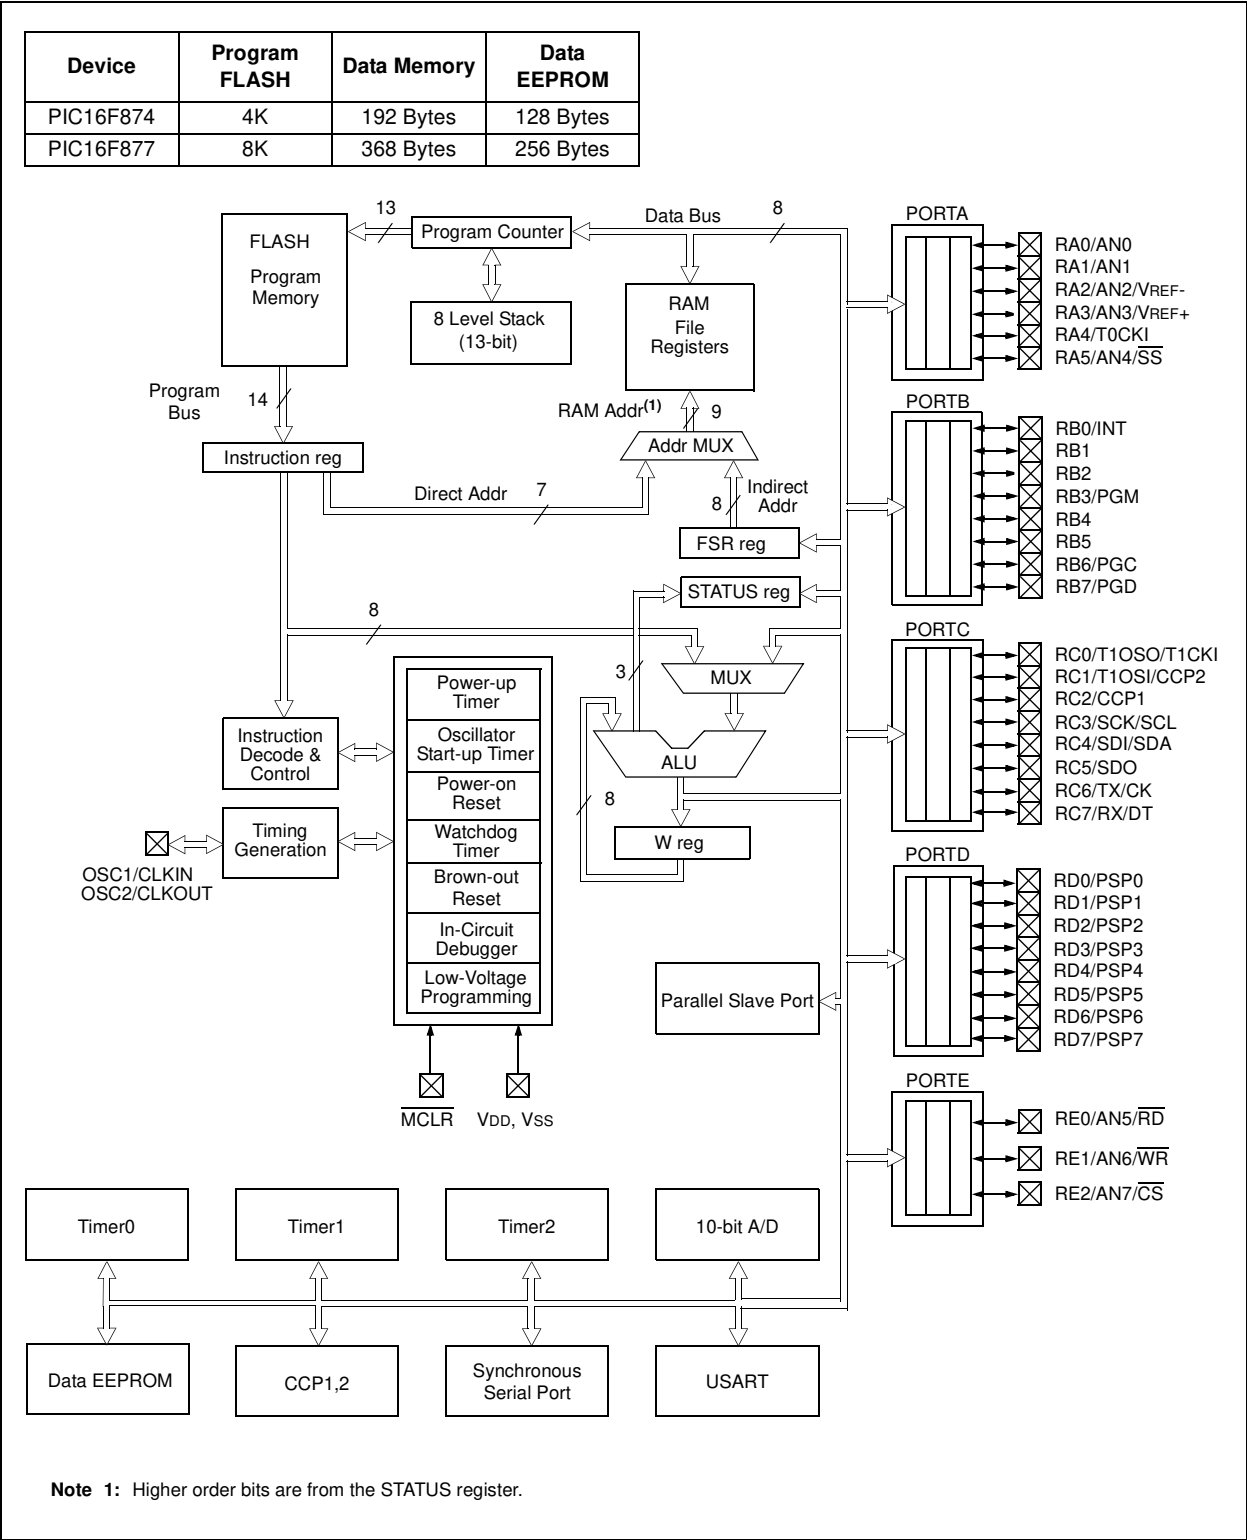 Device
Program
FLASH
Data Memory
Data
EEPROM
PIC16F874
4K
192 Bytes
128 Bytes
PIC16F877
8K
368 Bytes
256 Bytes
FLASH
Program
Memory
13
Program Counter
Data Bus
8
8 Level Stack
(13-bit)
RAM
File
Registers
Program
Bus
14
RAM Addr(1)
9
Addr MUX
Instruction reg
Direct Addr
7
8
Indirect
Addr
FSR reg
STATUS reg
8
3
MUX
ALU
8
W reg
Power-up
Timer
Oscillator
Start-up Timer
Power-on
Reset
Watchdog
Timer
Brown-out
Reset
In-Circuit
Debugger
Low-Voltage
Programming
Instruction
Decode &
Control
Timing
Generation
OSC1/CLKIN
OSC2/CLKOUT
MCLR
VDD, VSS
Parallel Slave Port
PORTA
RA0/AN0
RA1/AN1
RA2/AN2/VREF-
RA3/AN3/VREF+
RA4/T0CKI
RA5/AN4/SS
PORTB
RB0/INT
RB1
RB2
RB3/PGM
RB4
RB5
RB6/PGC
RB7/PGD
PORTC
RC0/T1OSO/T1CKI
RC1/T1OSI/CCP2
RC2/CCP1
RC3/SCK/SCL
RC4/SDI/SDA
RC5/SDO
RC6/TX/CK
RC7/RX/DT
PORTD
RD0/PSP0
RD1/PSP1
RD2/PSP2
RD3/PSP3
RD4/PSP4
RD5/PSP5
RD6/PSP6
RD7/PSP7
PORTE
RE0/AN5/RD
RE1/AN6/WR
RE2/AN7/CS
Timer0
Timer1
Timer2
10-bit A/D
Data EEPROM
CCP1,2
Synchronous
Serial Port
USART
Note 1: Higher order bits are from the STATUS register.